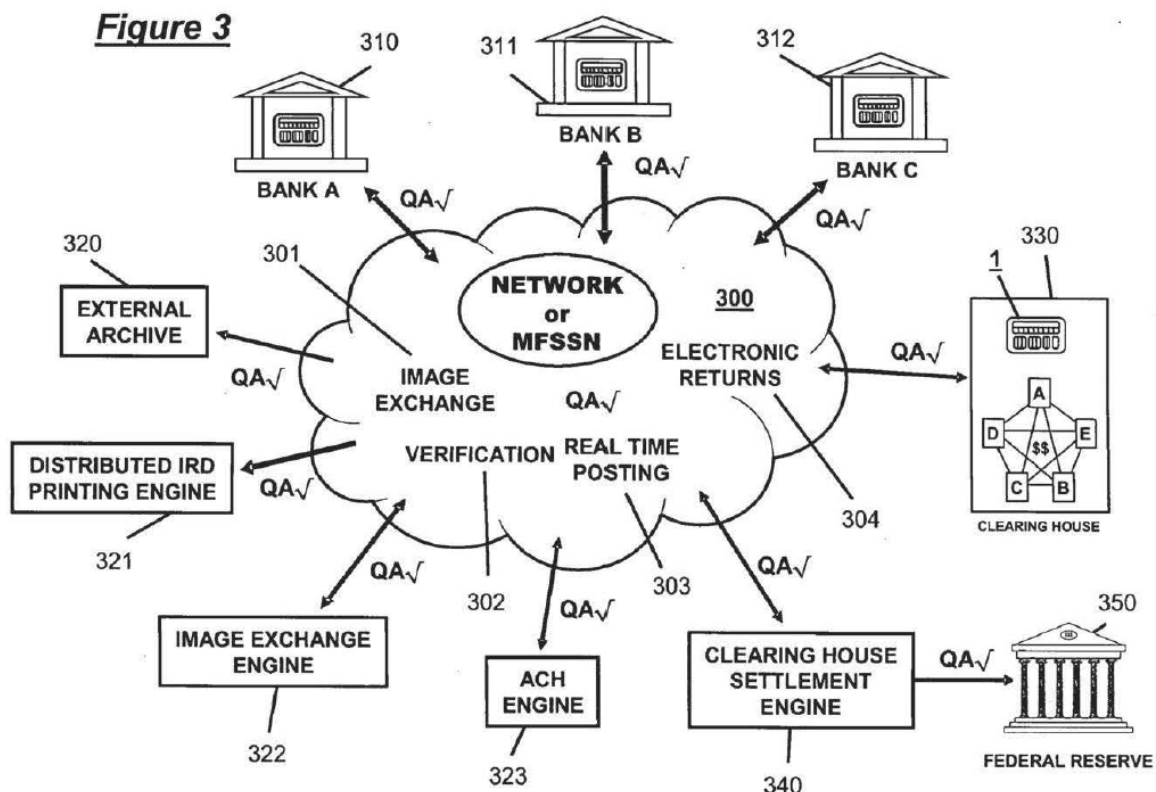 Figure 3
310
311
312
BANK A
BANK B
BANK C
QA√
QA√
QA√
320
301
330
1
EXTERNAL
ARCHIVE
NETWORK
or
MFSSN
300
QA√
IMAGE
EXCHANGE
ELECTRONIC
RETURNS
QA√
QA√
A
D
E
$$
C
B
CLEARING HOUSE
DISTRIBUTED IRD
PRINTING ENGINE
QA√
VERIFICATION
REAL TIME
POSTING
304
321
QA√
302
303
QA√
QA√
350
IMAGE EXCHANGE
ENGINE
ACH
ENGINE
CLEARING HOUSE
SETTLEMENT
ENGINE
QA√
322
323
340
FEDERAL RESERVE